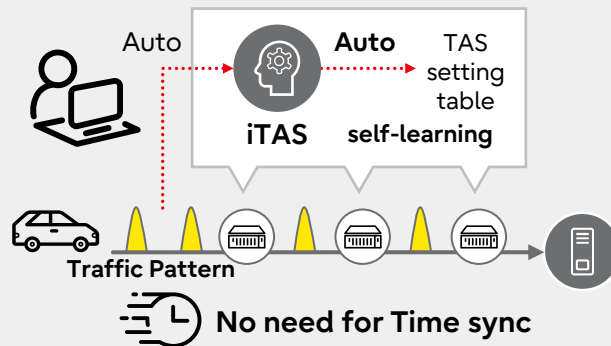 Auto
Auto
TAS
setting
table
iTAS
self-learning
Traffic Pattern
No need for Time sync